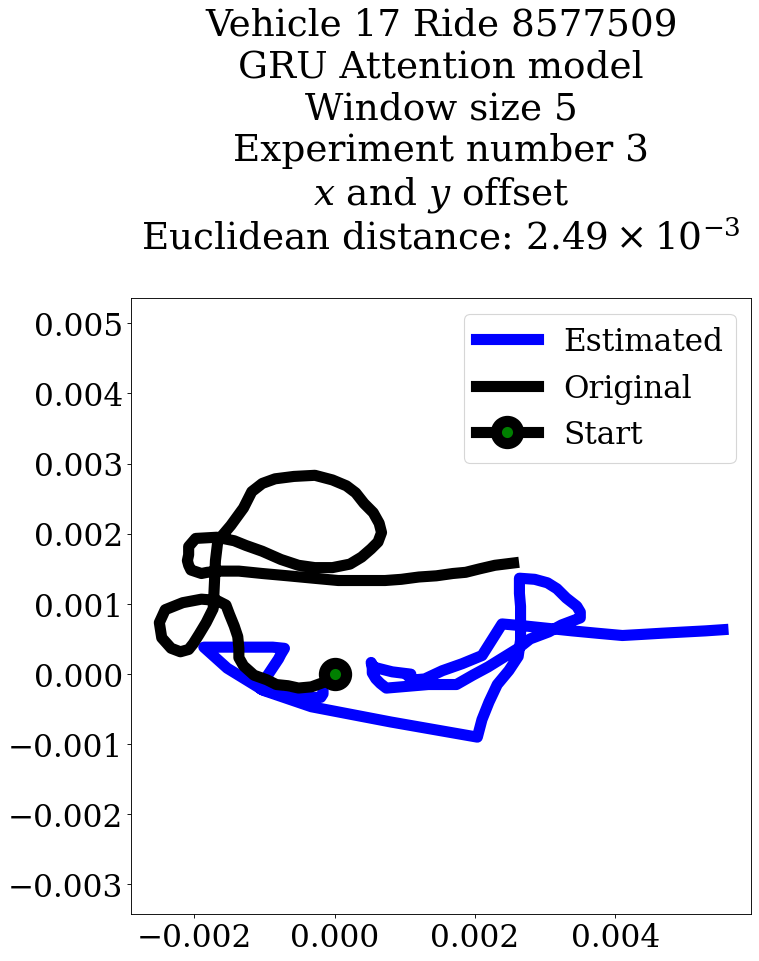 Vehicle 17 Ride 8577509
GRU Attention model
Window size 5
Experiment number 3
x and y offset
Euclidean distance: 2.49 × 10⁻³
Estimated
Original
Start
0.005
0.004
0.003
0.002
0.001
0.000
−0.001
−0.002
−0.003
−0.002 0.000 0.002 0.004